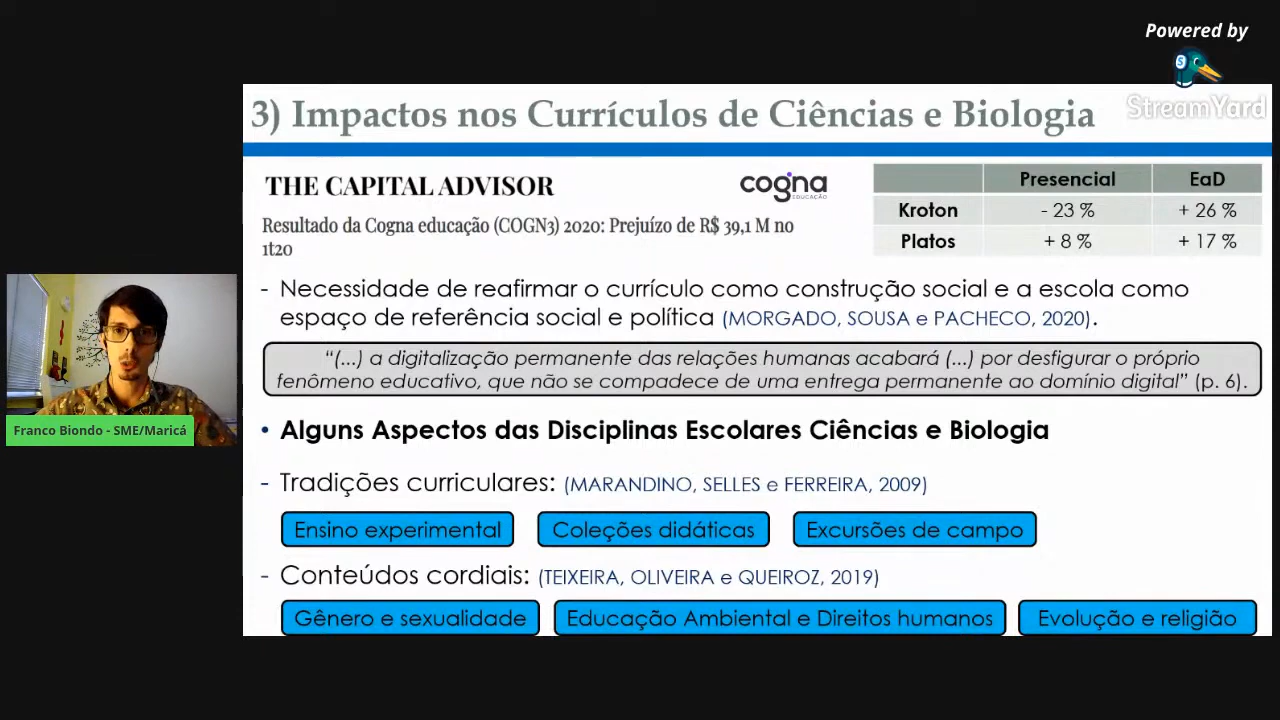 Powered by
StreamYard
3) Impactos nos Currículos de Ciências e Biologia
THE CAPITAL ADVISOR
cogna
EDUCAÇÃO
Resultado da Cogna educação (COGN3) 2020: Prejuízo de R$ 39,1 M no
1t20
Presencial EaD
Kroton - 23 % + 26 %
Platos + 8 % + 17 %
- Necessidade de reafirmar o currículo como construção social e a escola como
espaço de referência social e política (MORGADO, SOUSA e PACHECO, 2020).
“(...) a digitalização permanente das relações humanas acabará (...) por desfigurar o próprio
fenômeno educativo, que não se compadece de uma entrega permanente ao domínio digital” (p. 6).
• Alguns Aspectos das Disciplinas Escolares Ciências e Biologia
- Tradições curriculares: (MARANDINO, SELLES e FERREIRA, 2009)
Ensino experimental Coleções didáticas Excursões de campo
- Conteúdos cordiais: (TEIXEIRA, OLIVEIRA e QUEIROZ, 2019)
Gênero e sexualidade Educação Ambiental e Direitos humanos Evolução e religião
Franco Biondo - SME/Maricá